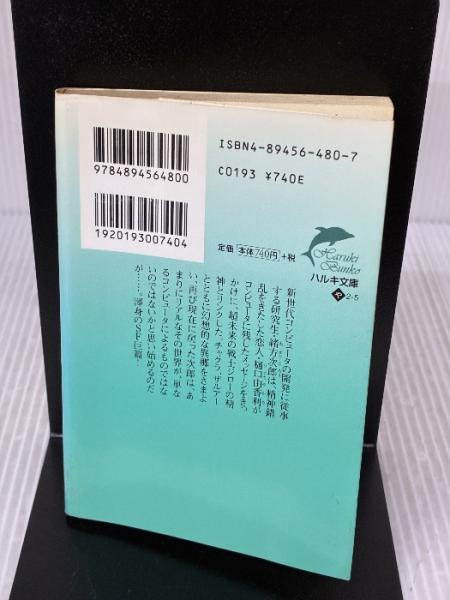 ISBN4-89456-480-7
9784894564800
C0193 ¥740E
1920193007404
定価 本体740円 +税
Haruki
Bunko
ハルキ文庫
や 2-5
新世代コンピュータの開発に従事
する研究生・緒方次郎は、精神錯
乱をきたした恋人・樋口由香利が
コンピュータに残したメッセージをきっ
かけに、超未来の戦士ジローの精
神とリンクした。チャクラ、ザルアー
とともに幻想的な異郷をさまよ
い、再び現在に戻った次郎は、あ
まりにリアルなその世界が、単な
るコンピュータによるものではな
いのではないかと思い始めるのだ
が……。渾身のSF巨篇。